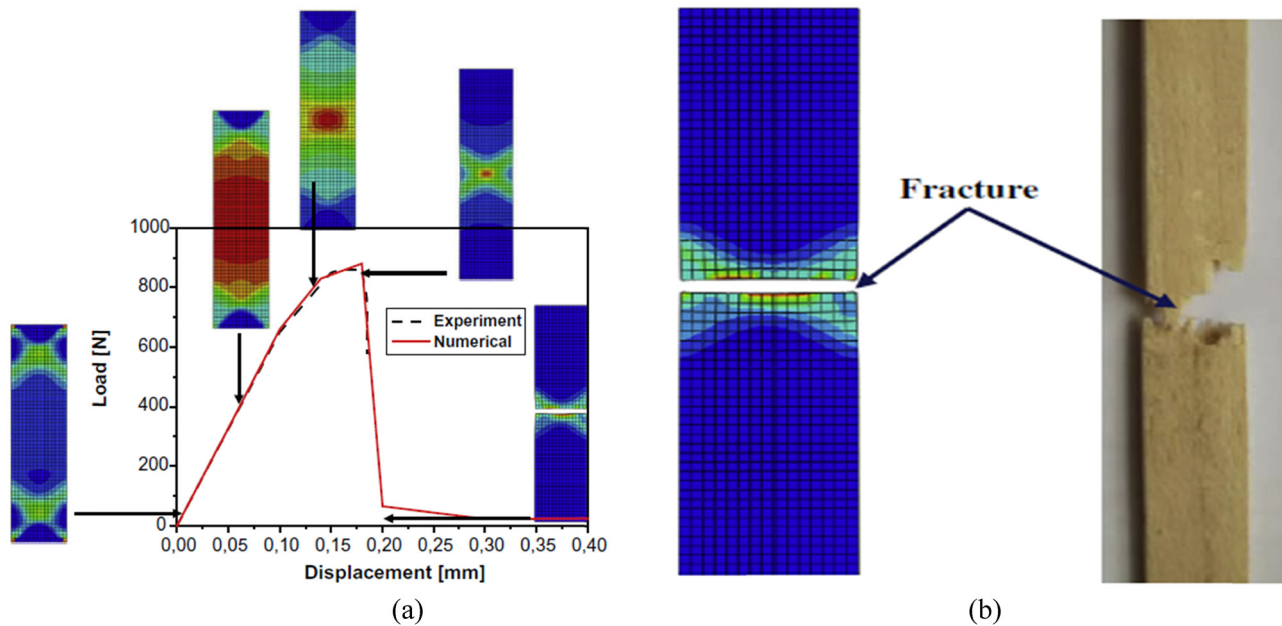 1000
800
600
400
200
0
Load [N]
Experiment
Numerical
0,00 0,05 0,10 0,15 0,20 0,25 0,30 0,35 0,40
Displacement [mm]
(a)
Fracture
(b)